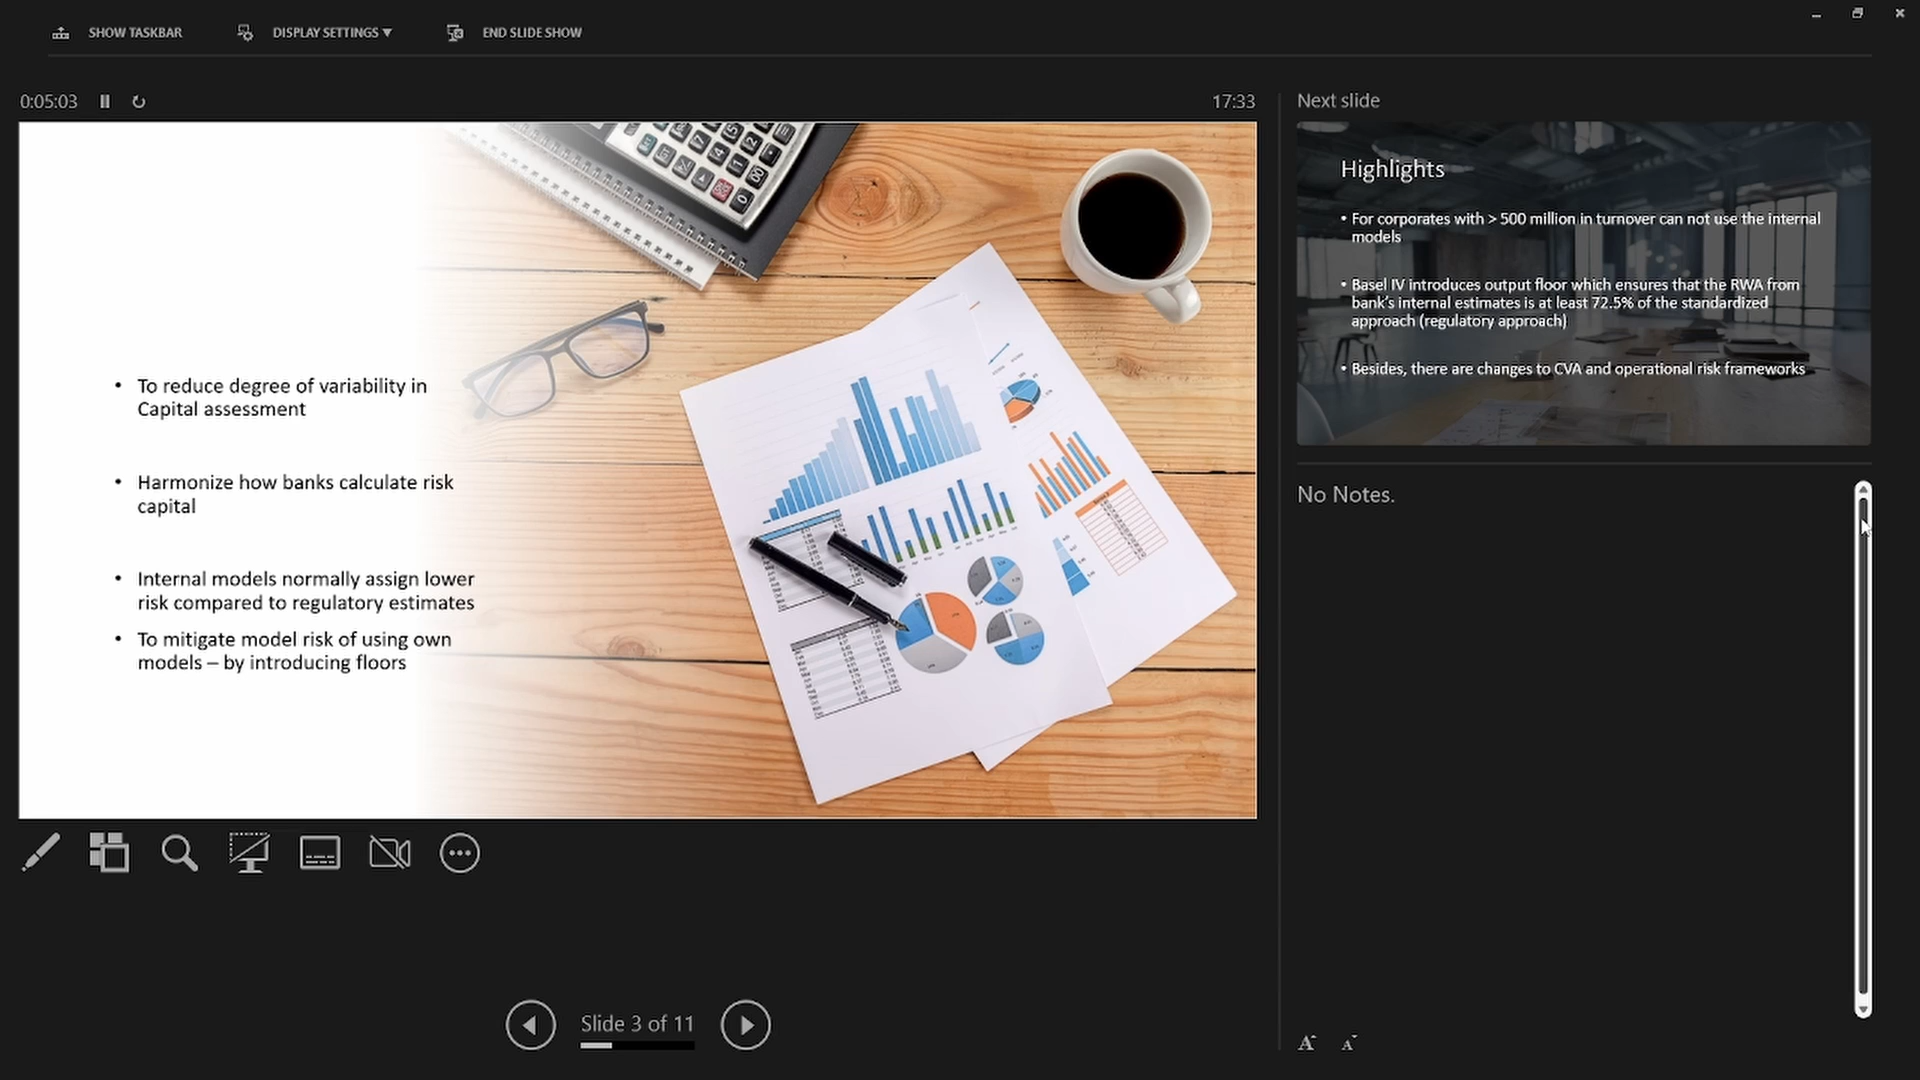 SHOW TASKBAR
DISPLAY SETTINGS ▼
END SLIDE SHOW
0:05:03
17:33
• To reduce degree of variability in
Capital assessment
• Harmonize how banks calculate risk
capital
• Internal models normally assign lower
risk compared to regulatory estimates
• To mitigate model risk of using own
models – by introducing floors
Slide 3 of 11
Next slide
Highlights
• For corporates with > 500 million in turnover can not use the internal
models
• Basel IV introduces output floor which ensures that the RWA from
bank's internal estimates is at least 72.5% of the standardized
approach (regulatory approach)
• Besides, there are changes to CVA and operational risk frameworks
No Notes.
A A